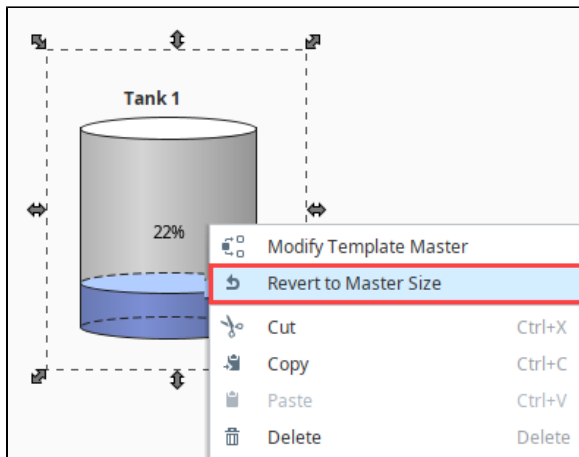 Tank 1
22%
Modify Template Master
Revert to Master Size
Cut Ctrl+X
Copy Ctrl+C
Paste Ctrl+V
Delete Delete